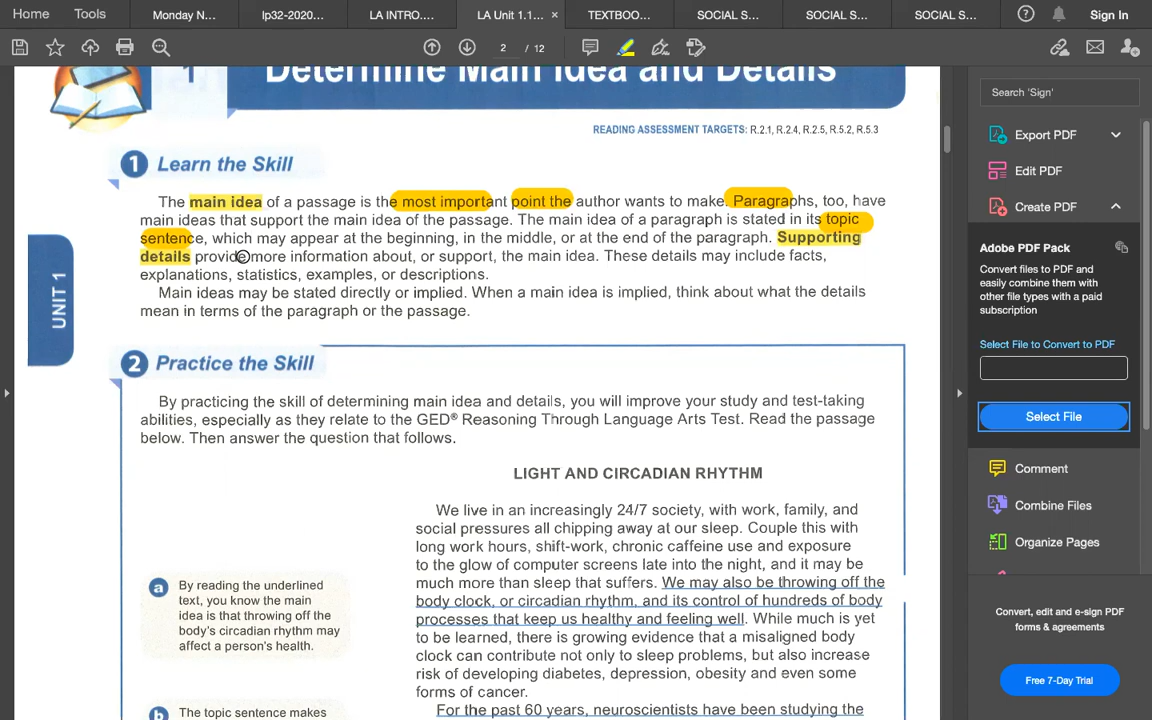 Home
Tools
Monday N...
lp32-2020...
LA INTRO....
LA Unit 1.1...
TEXTBOO...
SOCIAL S...
SOCIAL S...
SOCIAL S...
Sign In
2 / 12
1 Determine Main Idea and Details
READING ASSESSMENT TARGETS: R.2.1, R.2.4, R.2.5, R.5.2, R.5.3
1 Learn the Skill
The main idea of a passage is the most important point the author wants to make. Paragraphs, too, have
main ideas that support the main idea of the passage. The main idea of a paragraph is stated in its topic
sentence, which may appear at the beginning, in the middle, or at the end of the paragraph. Supporting
details provide more information about, or support, the main idea. These details may include facts,
explanations, statistics, examples, or descriptions.
Main ideas may be stated directly or implied. When a main idea is implied, think about what the details
mean in terms of the paragraph or the passage.
UNIT 1
2 Practice the Skill
By practicing the skill of determining main idea and details, you will improve your study and test-taking
abilities, especially as they relate to the GED® Reasoning Through Language Arts Test. Read the passage
below. Then answer the question that follows.
LIGHT AND CIRCADIAN RHYTHM
We live in an increasingly 24/7 society, with work, family, and
social pressures all chipping away at our sleep. Couple this with
long work hours, shift-work, chronic caffeine use and exposure
to the glow of computer screens late into the night, and it may be
much more than sleep that suffers. We may also be throwing off the
body clock, or circadian rhythm, and its control of hundreds of body
processes that keep us healthy and feeling well. While much is yet
to be learned, there is growing evidence that a misaligned body
clock can contribute not only to sleep problems, but also increase
risk of developing diabetes, depression, obesity and even some
forms of cancer.
For the past 60 years, neuroscientists have been studying the
a
By reading the underlined
text, you know the main
idea is that throwing off the
body's circadian rhythm may
affect a person's health.
b
The topic sentence makes
Search 'Sign'
Export PDF
Edit PDF
Create PDF
Adobe PDF Pack
Convert files to PDF and
easily combine them with
other file types with a paid
subscription
Select File to Convert to PDF
Select File
Comment
Combine Files
Organize Pages
Convert, edit and e-sign PDF
forms & agreements
Free 7-Day Trial